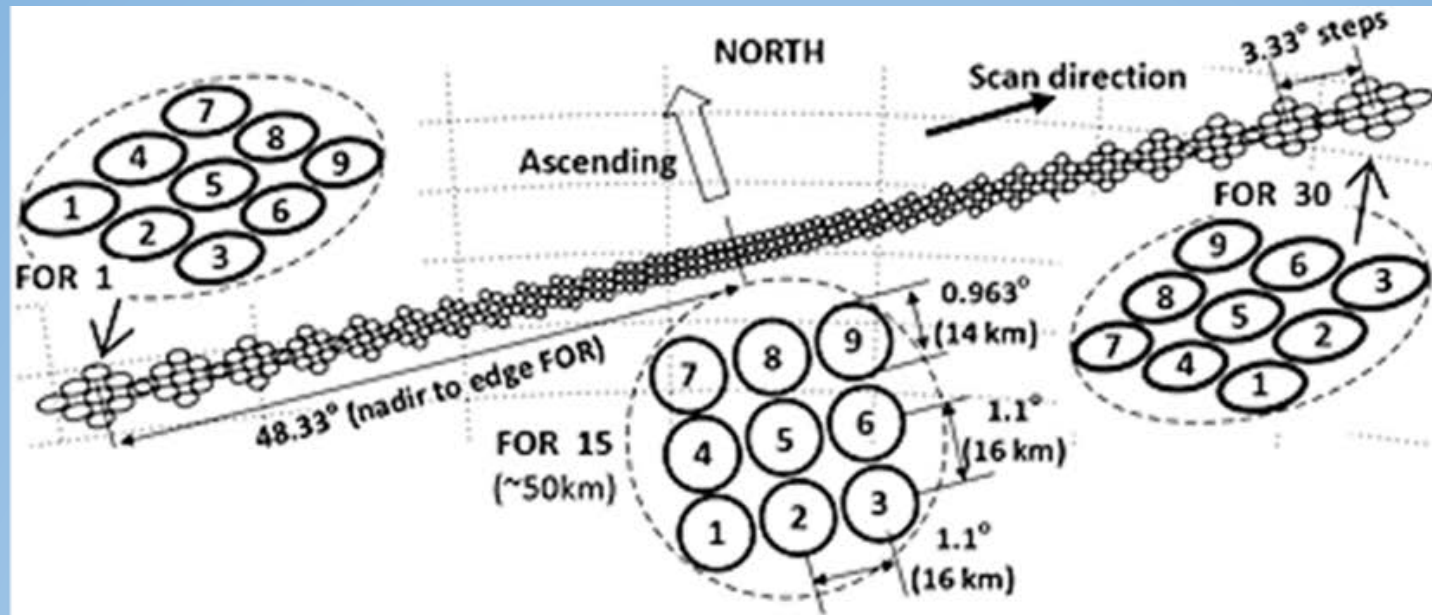 NORTH
Scan direction
3.33° steps
Ascending
7
8
4
9
5
1
6
2
3
FOR 1
FOR 30
9
6
3
8
5
2
7
4
1
48.33° (nadir to edge FOR)
0.963°
(14 km)
9
8
7
1.1°
(16 km)
6
5
4
FOR 15
(~50km)
3
2
1
1.1°
(16 km)